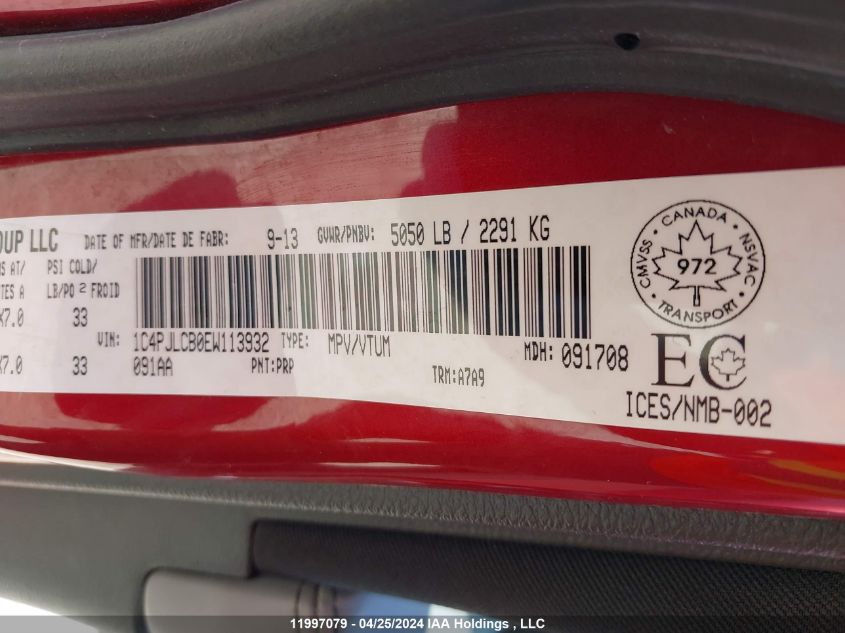 OUP LLC DATE OF MFR/DATE DE FABR: 9-13 GVWR/PNBV: 5050 LB / 2291 KG
AT/ PSI COLD/
A LB/PO 2 FROID
X7.0 33
VIN: 1C4PJLCB0EW113932 TYPE: MPV/VTUM MDH: 091708
X7.0 33 091AA PNT:PRP TRM:A7A9
CANADA
CMVSS 972 NSVAC
TRANSPORT
EC
ICES/NMB-002
11997079 - 04/25/2024 IAA Holdings , LLC